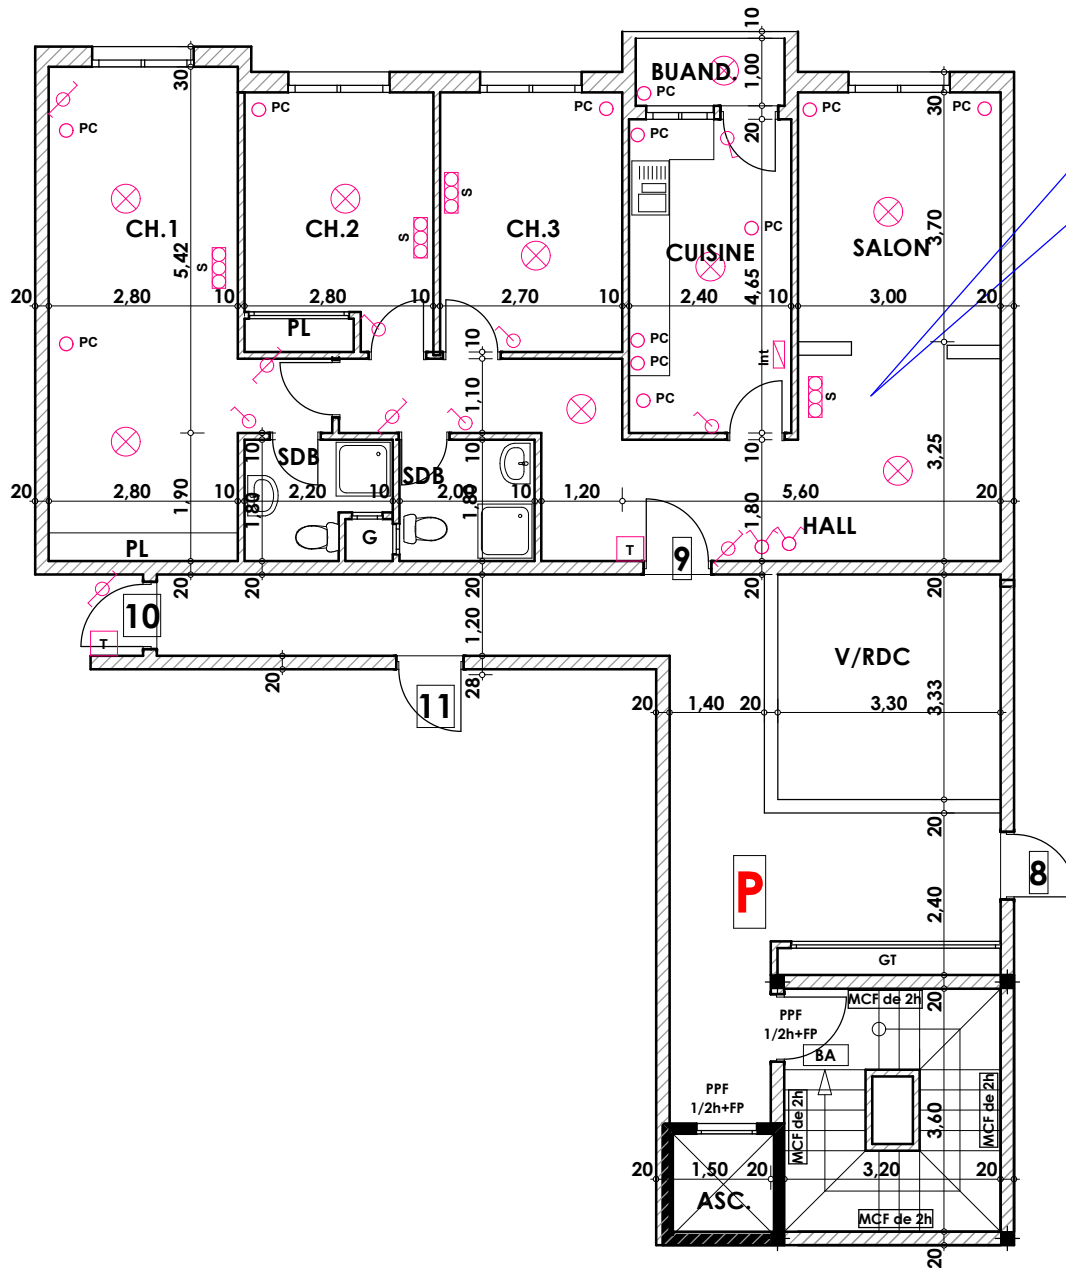 10
BUAND.
1,00
PC
30
30
PC
PC
PC
PC
PC
PC
20
PC
CH.1
CH.2
CH.3
CUISINE
SALON
3,70
PC
S
S
S
5,42
4,65
20
2,80
10
2,80
10
2,70
10
2,40
10
3,00
20
PL
PC
PC
PC
PC
10
1,10
Int
S
10
SDB
10
SDB
10
3,25
20
2,80
10
2,20
10
2,00
10
1,20
5,60
20
1,90
1,80
1,80
1,80
HALL
PL
G
T
9
20
20
20
20
20
10
T
11
1,20
20
28
V/RDC
20
1,40
20
3,30
3,33
20
P
8
2,40
GT
MCF de 2h
20
PPF
1/2h+FP
BA
PPF
1/2h+FP
MCF de 2h
MCF de 2h
3,60
20
1,50
20
3,20
20
ASC.
MCF de 2h
20